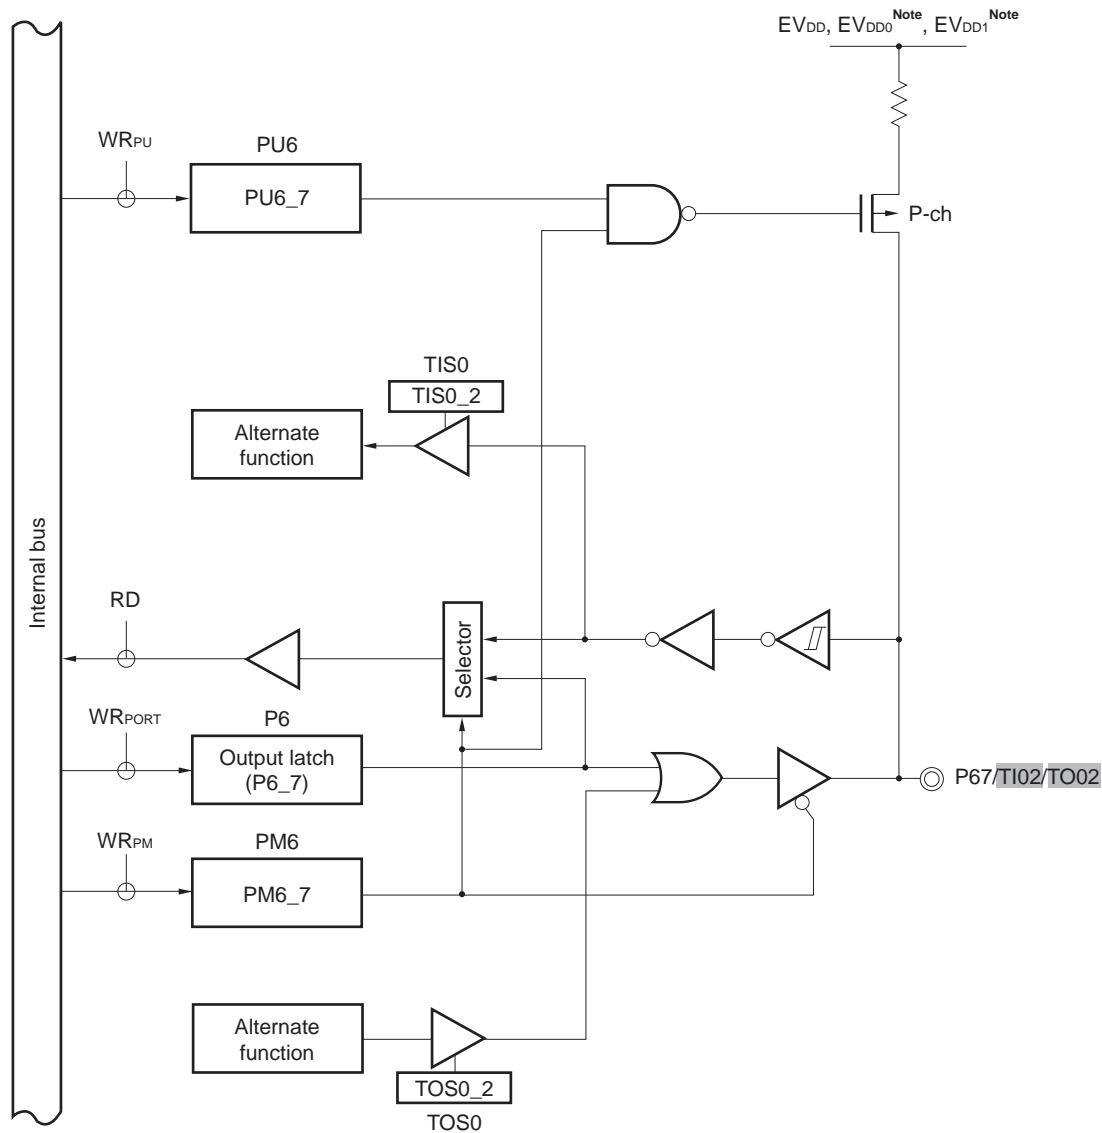 EVDD, EVDD0Note, EVDD1Note
WRPU
PU6
PU6_7
P-ch
TIS0
TIS0_2
Alternate
function
Internal bus
RD
Selector
WRPORT
P6
Output latch
(P6_7)
P67/TI02/TO02
WRPM
PM6
PM6_7
Alternate
function
TOS0_2
TOS0